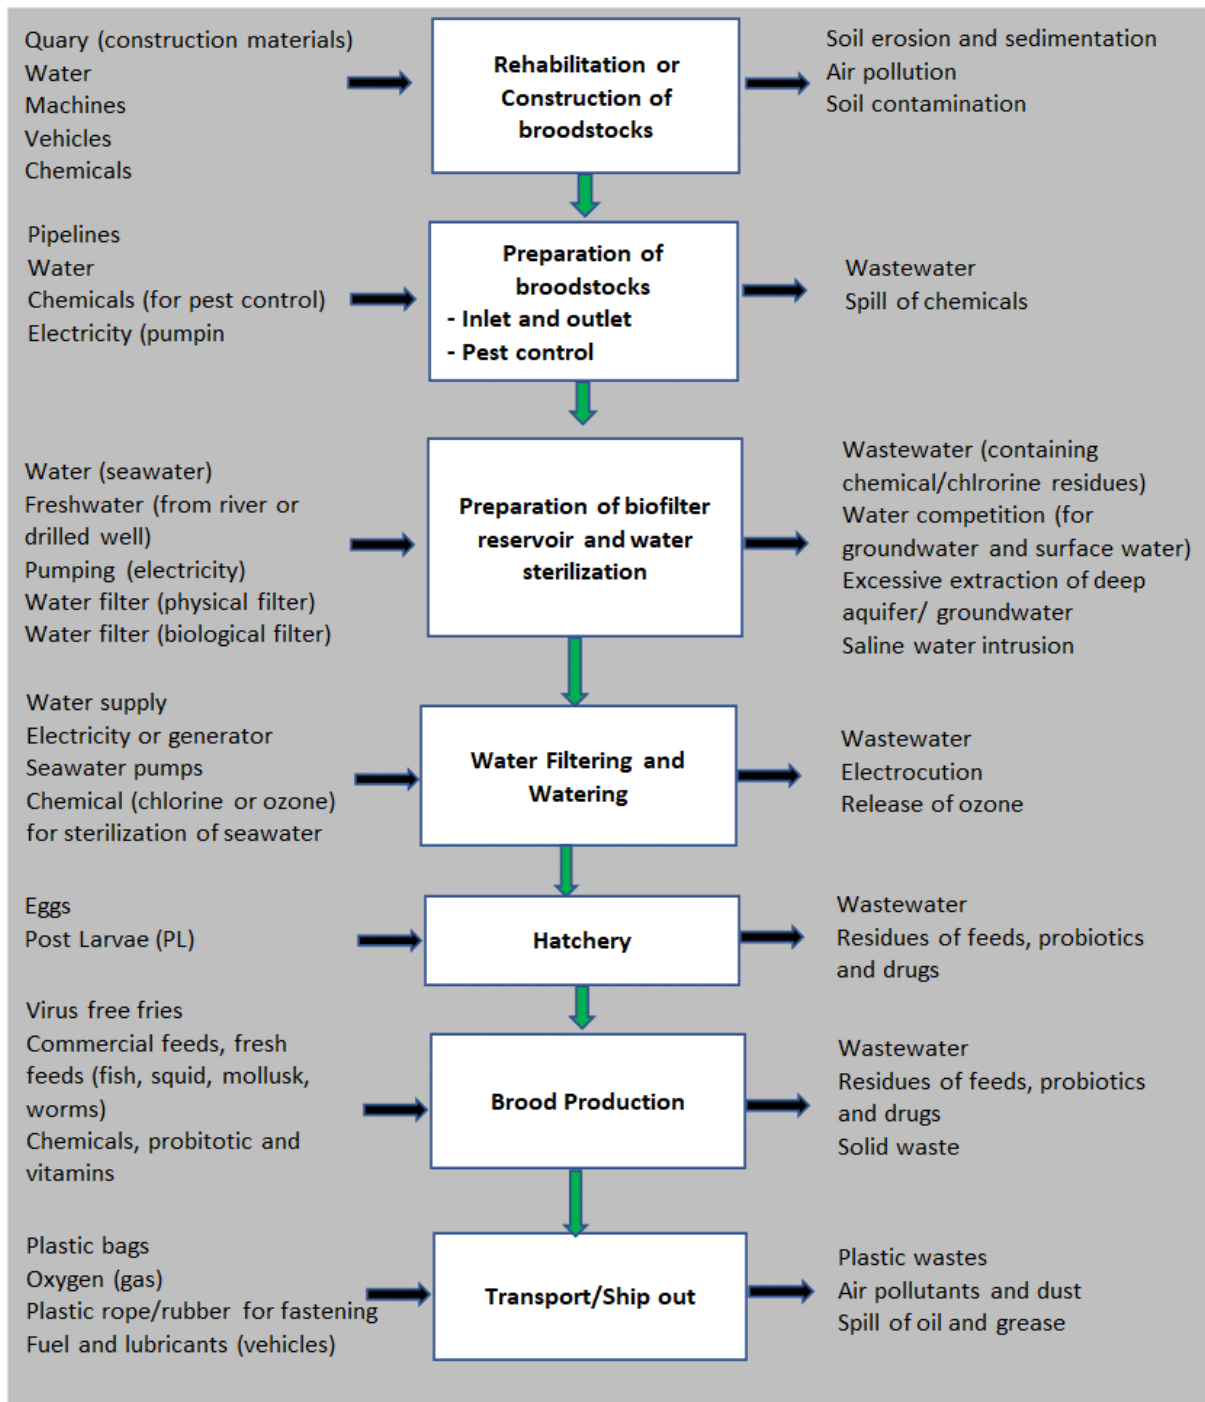 Quary (construction materials)
Water
Machines
Vehicles
Chemicals
Rehabilitation or
Construction of
broodstocks
Soil erosion and sedimentation
Air pollution
Soil contamination
Pipelines
Water
Chemicals (for pest control)
Electricity (pumpin
Preparation of
broodstocks
- Inlet and outlet
- Pest control
Wastewater
Spill of chemicals
Water (seawater)
Freshwater (from river or
drilled well)
Pumping (electricity)
Water filter (physical filter)
Water filter (biological filter)
Preparation of biofilter
reservoir and water
sterilization
Wastewater (containing
chemical/chlrorine residues)
Water competition (for
groundwater and surface water)
Excessive extraction of deep
aquifer/ groundwater
Saline water intrusion
Water supply
Electricity or generator
Seawater pumps
Chemical (chlorine or ozone)
for sterilization of seawater
Water Filtering and
Watering
Wastewater
Electrocution
Release of ozone
Eggs
Post Larvae (PL)
Hatchery
Wastewater
Residues of feeds, probiotics
and drugs
Virus free fries
Commercial feeds, fresh
feeds (fish, squid, mollusk,
worms)
Chemicals, probitotic and
vitamins
Brood Production
Wastewater
Residues of feeds, probiotics
and drugs
Solid waste
Plastic bags
Oxygen (gas)
Plastic rope/rubber for fastening
Fuel and lubricants (vehicles)
Transport/Ship out
Plastic wastes
Air pollutants and dust
Spill of oil and grease